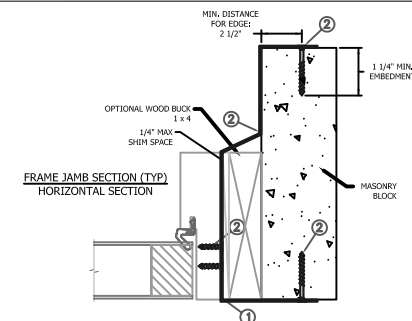 MIN. DISTANCE
FOR EDGE:
2 1/2"
2
1 1/4" MIN.
EMBEDMENT
OPTIONAL WOOD BUCK
1 x 4
2
1/4" MAX
SHIM SPACE
FRAME JAMB SECTION (TYP)
HORIZONTAL SECTION
MASONRY
BLOCK
2
2
1